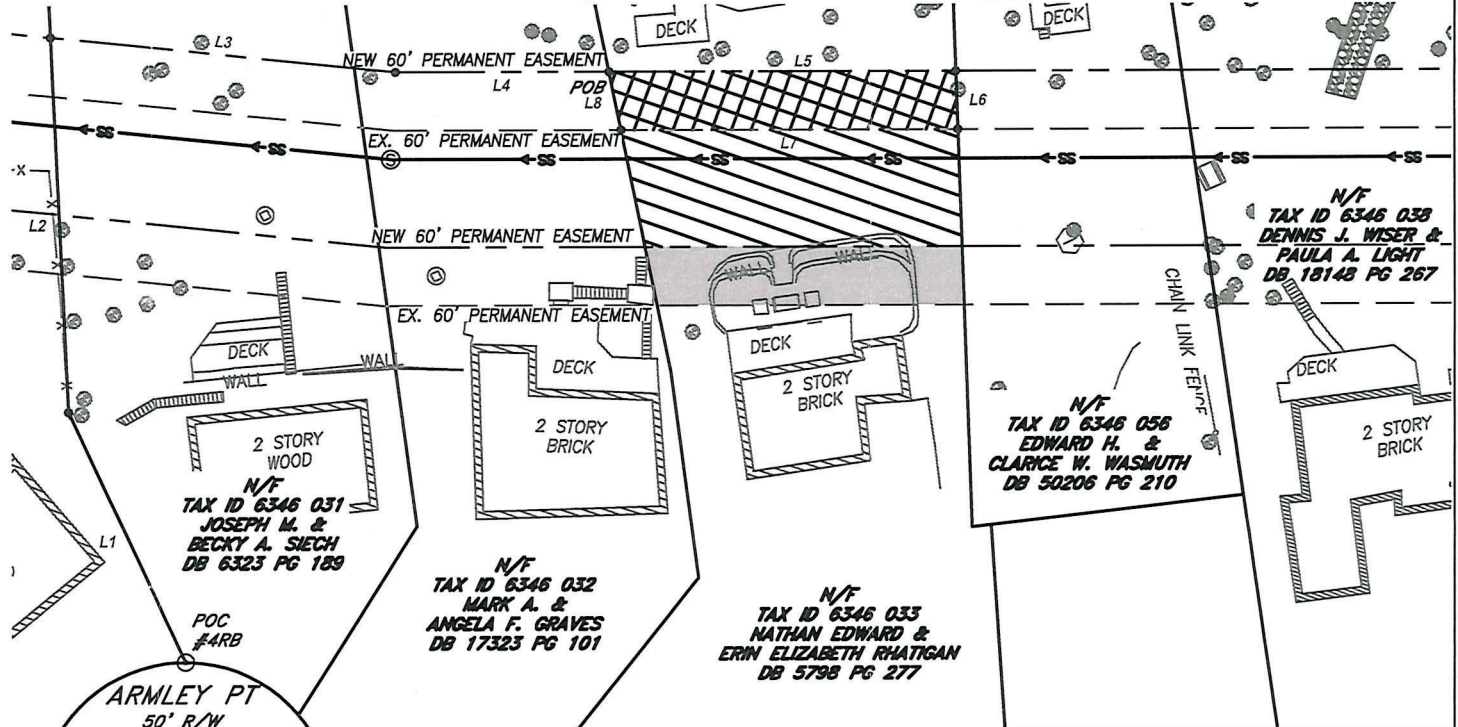 DECK
DECK
L3
NEW 60' PERMANENT EASEMENT
L4
POB
L8
L5
L6
EX. 60' PERMANENT EASEMENT
L7
SS
SS
SS
SS
SS
SS
SS
S
X
L2
NEW 60' PERMANENT EASEMENT
WALL
WALL
EX. 60' PERMANENT EASEMENT
N/F
TAX ID 6346 038
DENNIS J. WISER &
PAULA A. LIGHT
DB 18148 PG 267
CHAIN LINK FENCE
DECK
WALL
WALL
DECK
DECK
DECK
2 STORY
WOOD
2 STORY
BRICK
2 STORY
BRICK
2 STORY
BRICK
N/F
TAX ID 6346 031
JOSEPH M. &
BECKY A. SIECH
DB 6323 PG 189
L1
N/F
TAX ID 6346 032
MARK A. &
ANGELA F. GRAVES
DB 17323 PG 101
N/F
TAX ID 6346 033
NATHAN EDWARD &
ERIN ELIZABETH RHATIGAN
DB 5798 PG 277
N/F
TAX ID 6346 056
EDWARD H. &
CLARICE W. WASMUTH
DB 50206 PG 210
POC
#4RB
ARMLEY PT
50' R/W